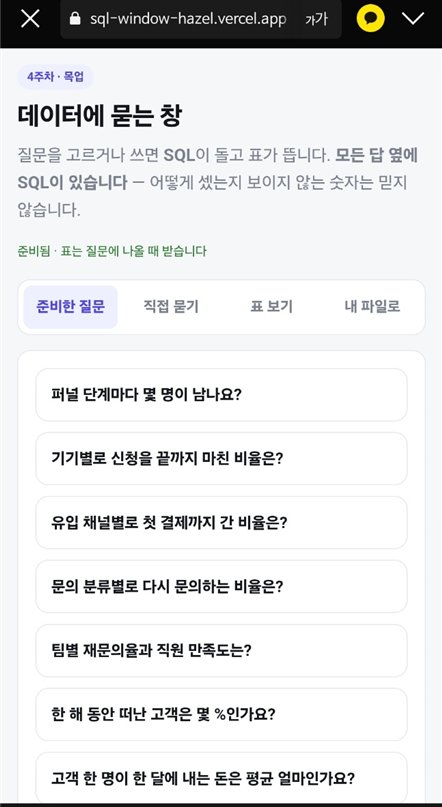 sql-window-hazel.vercel.app 가가
4주차 · 목업
데이터에 묻는 창
질문을 고르거나 쓰면 SQL이 돌고 표가 뜹니다. 모든 답 옆에
SQL이 있습니다 — 어떻게 셌는지 보이지 않는 숫자는 믿지
않습니다.
준비됨 · 표는 질문에 나올 때 받습니다
준비한 질문 직접 묻기 표 보기 내 파일로
퍼널 단계마다 몇 명이 남나요?
기기별로 신청을 끝까지 마친 비율은?
유입 채널별로 첫 결제까지 간 비율은?
문의 분류별로 다시 문의하는 비율은?
팀별 재문의율과 직원 만족도는?
한 해 동안 떠난 고객은 몇 %인가요?
고객 한 명이 한 달에 내는 돈은 평균 얼마인가요?